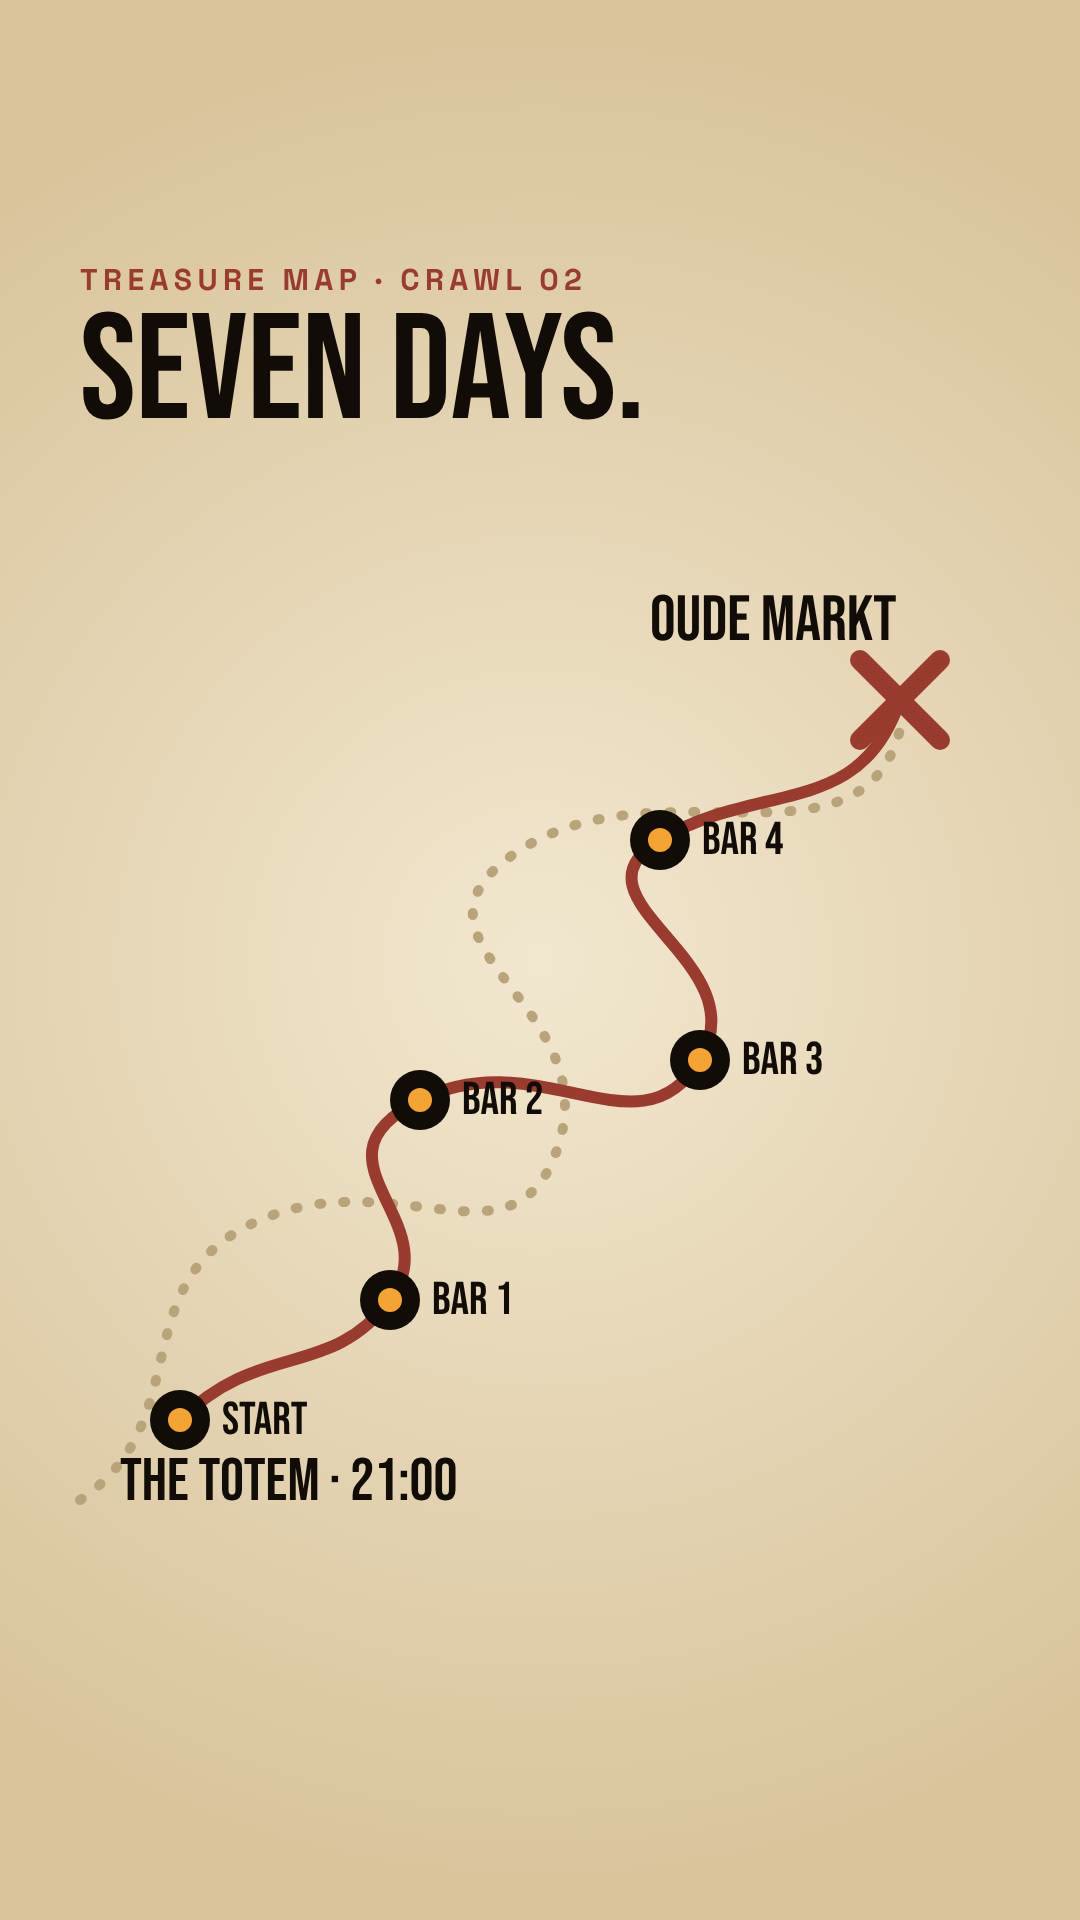 TREASURE MAP · CRAWL 02
SEVEN DAYS.
OUDE MARKT
BAR 4
BAR 3
BAR 2
BAR 1
START
THE TOTEM · 21:00